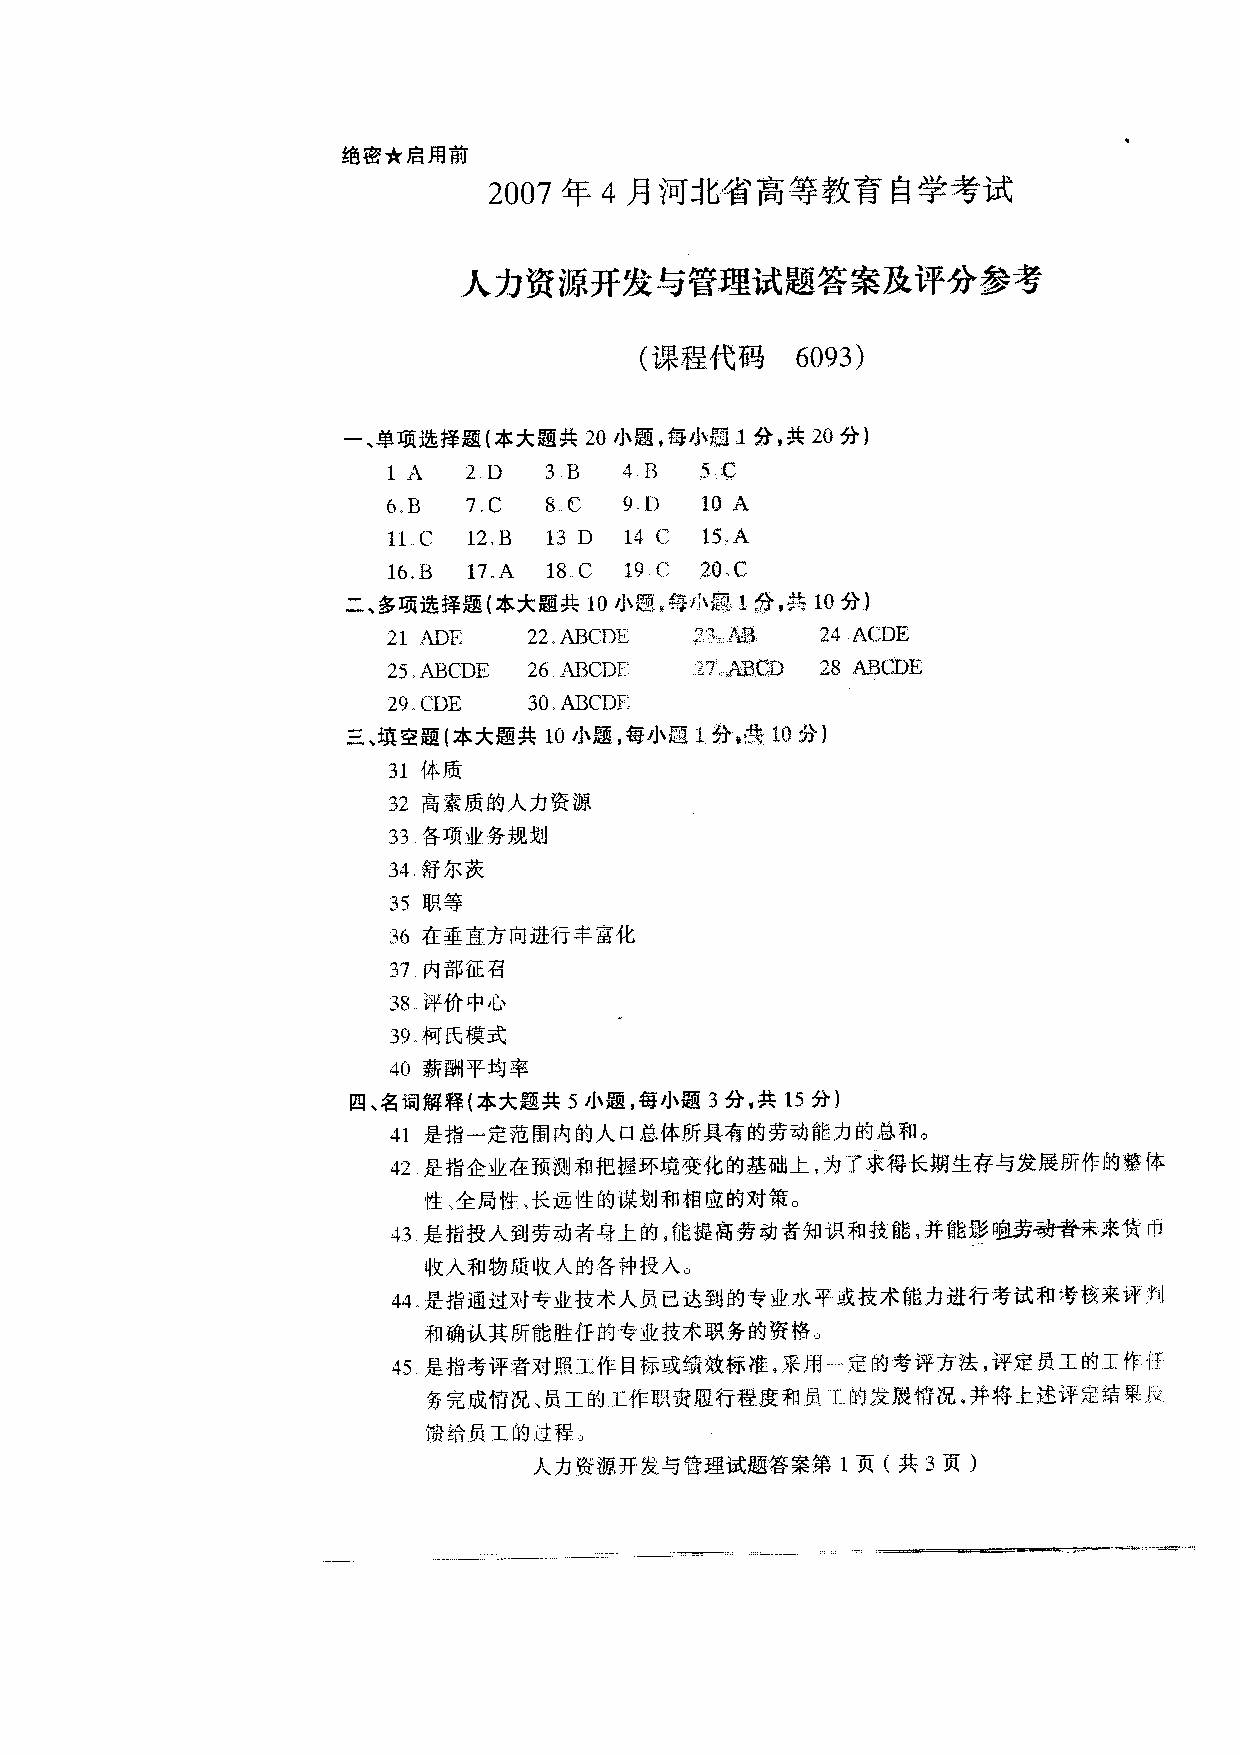 绝密★启用前
2007年4月河北省高等教育自学考试
人力资源开发与管理试题答案及评分参考
(课程代码 6093)
一、单项选择题(本大题共20小题,每小题1分,共20分)
1.A 2.D 3.B 4.B 5.C
6.B 7.C 8.C 9.D 10.A
11.C 12.B 13.D 14.C 15.A
16.B 17.A 18.C 19.C 20.C
二、多项选择题(本大题共10小题,每小题1分,共10分)
21.ADE 22.ABCDE 23.AB 24.ACDE
25.ABCDE 26.ABCDE 27.ABCD 28.ABCDE
29.CDE 30.ABCDE
三、填空题(本大题共10小题,每小题1分,共10分)
31.体质
32.高素质的人力资源
33.各项业务规划
34.舒尔茨
35.职等
36.在垂直方向进行丰富化
37.内部征召
38.评价中心
39.柯氏模式
40.薪酬平均率
四、名词解释(本大题共5小题,每小题3分,共15分)
41.是指一定范围内的人口总体所具有的劳动能力的总和。
42.是指企业在预测和把握环境变化的基础上,为了求得长期生存与发展所作的整体
性、全局性、长远性的谋划和相应的对策。
43.是指投入到劳动者身上的,能提高劳动者知识和技能,并能影响劳动者未来货币
收入和物质收入的各种投入。
44.是指通过对专业技术人员已达到的专业水平或技术能力进行考试和考核来评判
和确认其所能胜任的专业技术职务的资格。
45.是指考评者对照工作目标或绩效标准,采用一定的考评方法,评定员工的工作任
务完成情况、员工的工作职责履行程度和员工的发展情况,并将上述评定结果反
馈给员工的过程。
人力资源开发与管理试题答案第1页(共3页)